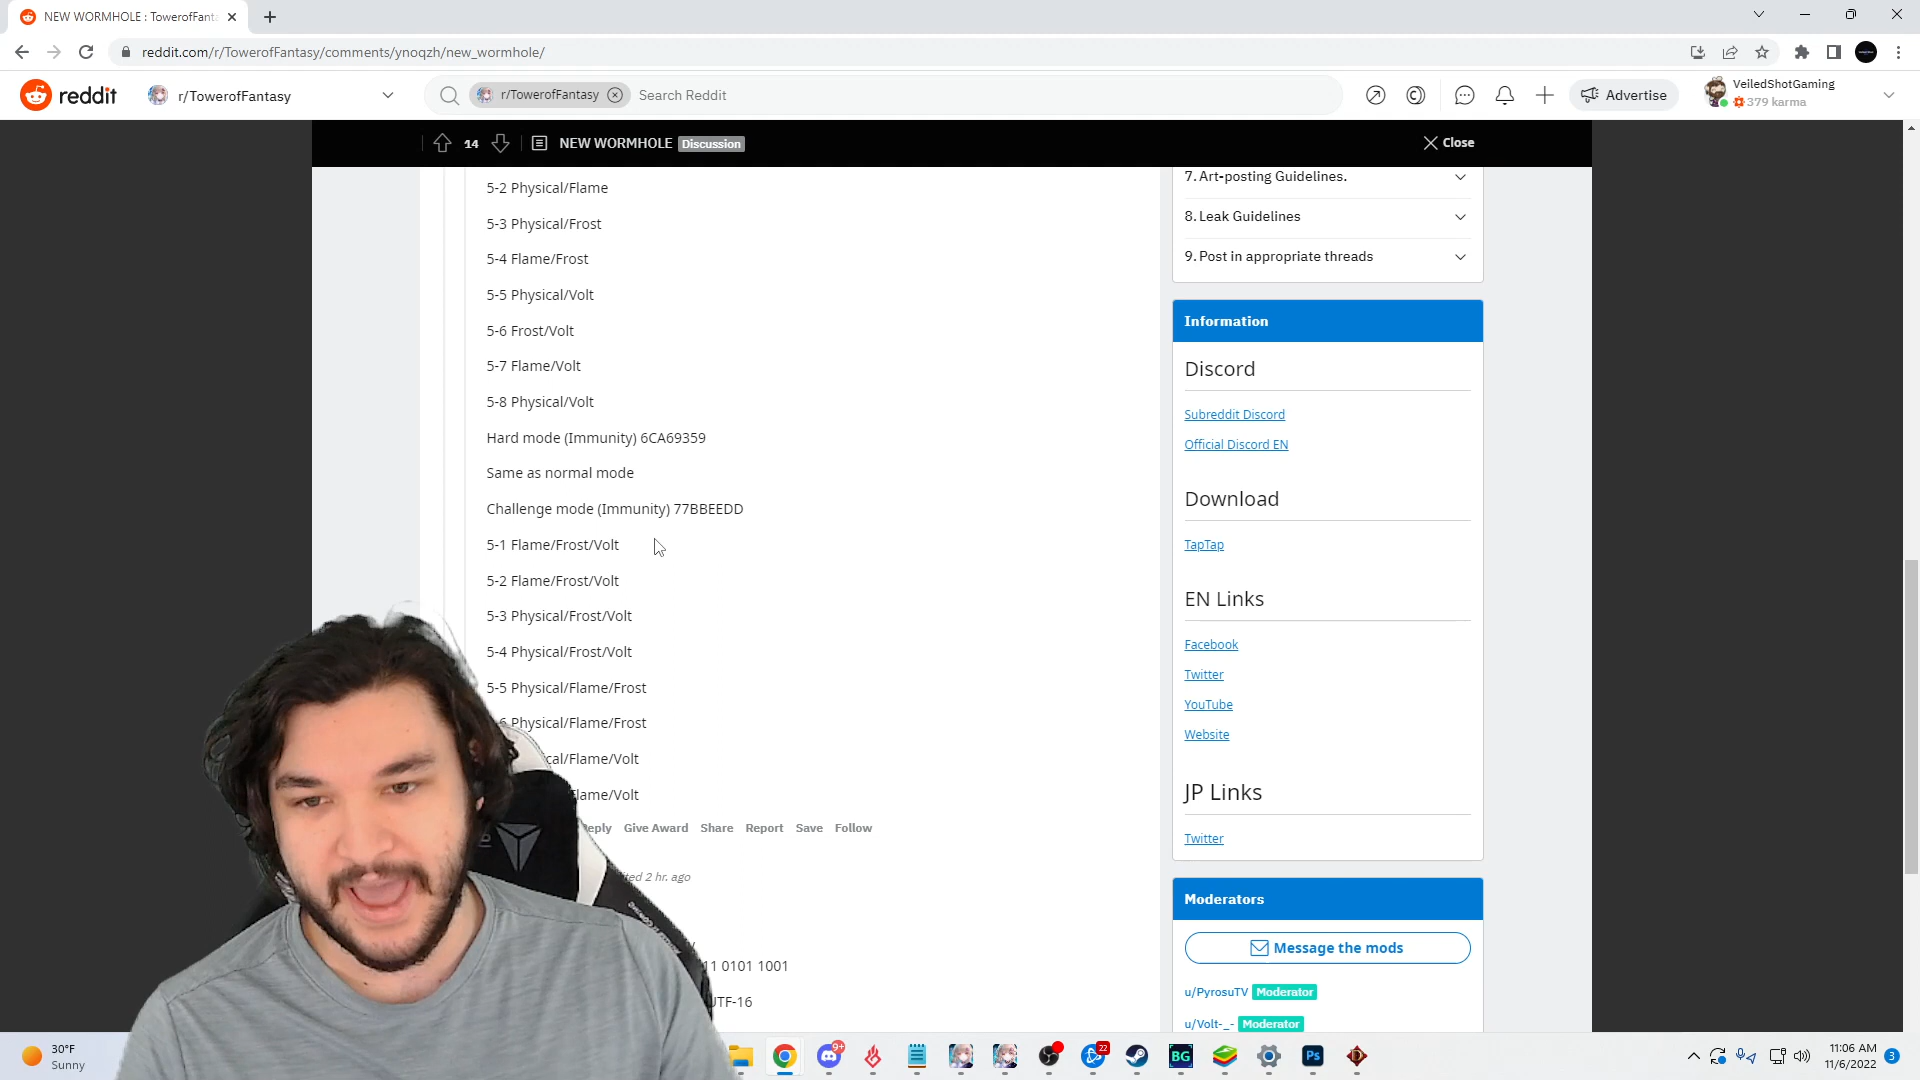 NEW WORMHOLE : TowerofFant
reddit.com/r/TowerofFantasy/comments/ynoqzh/new_wormhole/
reddit
r/TowerofFantasy
r/TowerofFantasy
Search Reddit
Advertise
VeiledShotGaming
379 karma
14
NEW WORMHOLE
Discussion
Close
5-2 Physical/Flame
5-3 Physical/Frost
5-4 Flame/Frost
5-5 Physical/Volt
5-6 Frost/Volt
5-7 Flame/Volt
5-8 Physical/Volt
Hard mode (Immunity) 6CA69359
Same as normal mode
Challenge mode (Immunity) 77BBEEDD
5-1 Flame/Frost/Volt
5-2 Flame/Frost/Volt
5-3 Physical/Frost/Volt
5-4 Physical/Frost/Volt
5-5 Physical/Flame/Frost
-6 Physical/Flame/Frost
cal/Flame/Volt
lame/Volt
eply
Give Award
Share
Report
Save
Follow
ted 2 hr. ago
11 0101 1001
UTF-16
7. Art-posting Guidelines.
8. Leak Guidelines
9. Post in appropriate threads
Information
Discord
Subreddit Discord
Official Discord EN
Download
TapTap
EN Links
Facebook
Twitter
YouTube
Website
JP Links
Twitter
Moderators
Message the mods
u/PyrosuTV
Moderator
u/Volt-_-
Moderator
30°F
Sunny
9+
22
BG
Ps
11:06 AM
11/6/2022
3